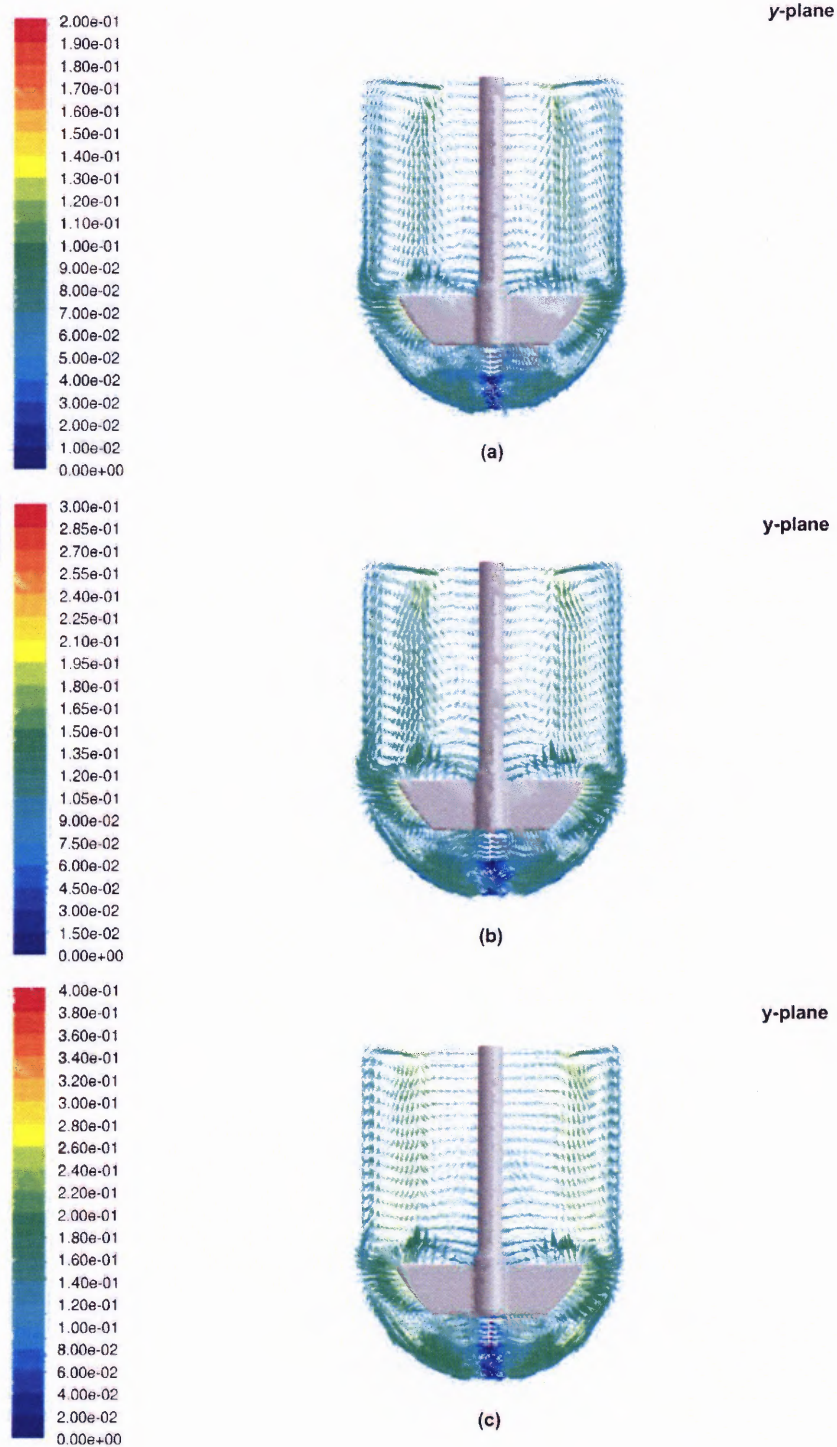 y-plane
2.00e-01
1.90e-01
1.80e-01
1.70e-01
1.60e-01
1.50e-01
1.40e-01
1.30e-01
1.20e-01
1.10e-01
1.00e-01
9.00e-02
8.00e-02
7.00e-02
6.00e-02
5.00e-02
4.00e-02
3.00e-02
2.00e-02
1.00e-02
0.00e+00
(a)
y-plane
3.00e-01
2.85e-01
2.70e-01
2.55e-01
2.40e-01
2.25e-01
2.10e-01
1.95e-01
1.80e-01
1.65e-01
1.50e-01
1.35e-01
1.20e-01
1.05e-01
9.00e-02
7.50e-02
6.00e-02
4.50e-02
3.00e-02
1.50e-02
0.00e+00
(b)
y-plane
4.00e-01
3.80e-01
3.60e-01
3.40e-01
3.20e-01
3.00e-01
2.80e-01
2.60e-01
2.40e-01
2.20e-01
2.00e-01
1.80e-01
1.60e-01
1.40e-01
1.20e-01
1.00e-01
8.00e-02
6.00e-02
4.00e-02
2.00e-02
0.00e+00
(c)